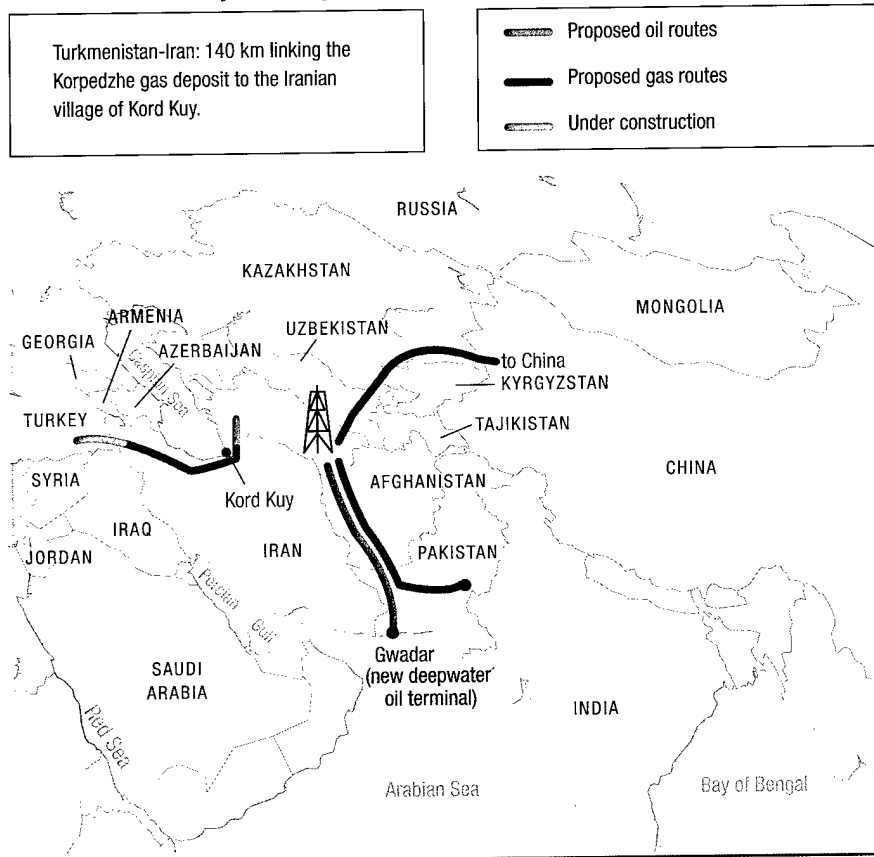 Turkmenistan-Iran: 140 km linking the
Korpedzhe gas deposit to the Iranian
village of Kord Kuy.
Proposed oil routes
Proposed gas routes
Under construction
RUSSIA
KAZAKHSTAN
MONGOLIA
ARMENIA
UZBEKISTAN
GEORGIA
AZERBAIJAN
Caspian Sea
to China
KYRGYZSTAN
TURKEY
TAJIKISTAN
CHINA
SYRIA
Kord Kuy
AFGHANISTAN
IRAQ
IRAN
JORDAN
PAKISTAN
Persian
Gulf
Gwadar
(new deepwater
oil terminal)
SAUDI
ARABIA
INDIA
Red Sea
Arabian Sea
Bay of Bengal